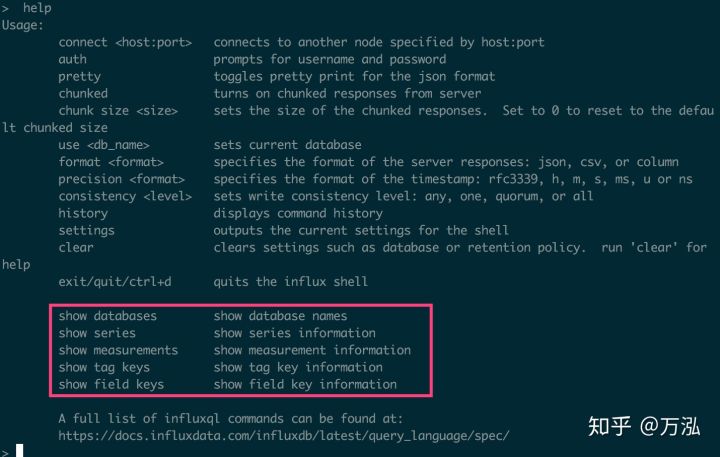 >  help
Usage:
        connect <host:port>   connects to another node specified by host:port
        auth                  prompts for username and password
        pretty                toggles pretty print for the json format
        chunked               turns on chunked responses from server
        chunk size <size>     sets the size of the chunked responses.  Set to 0 to reset to the defau
lt chunked size
        use <db_name>         sets current database
        format <format>       specifies the format of the server responses: json, csv, or column
        precision <format>    specifies the format of the timestamp: rfc3339, h, m, s, ms, u or ns
        consistency <level>   sets write consistency level: any, one, quorum, or all
        history               displays command history
        settings              outputs the current settings for the shell
        clear                 clears settings such as database or retention policy.  run 'clear' for
help
        exit/quit/ctrl+d      quits the influx shell
        show databases        show database names
        show series           show series information
        show measurements     show measurement information
        show tag keys         show tag key information
        show field keys       show field key information
        A full list of influxql commands can be found at:
        https://docs.influxdata.com/influxdb/latest/query_language/spec/
知乎 @万泓
>